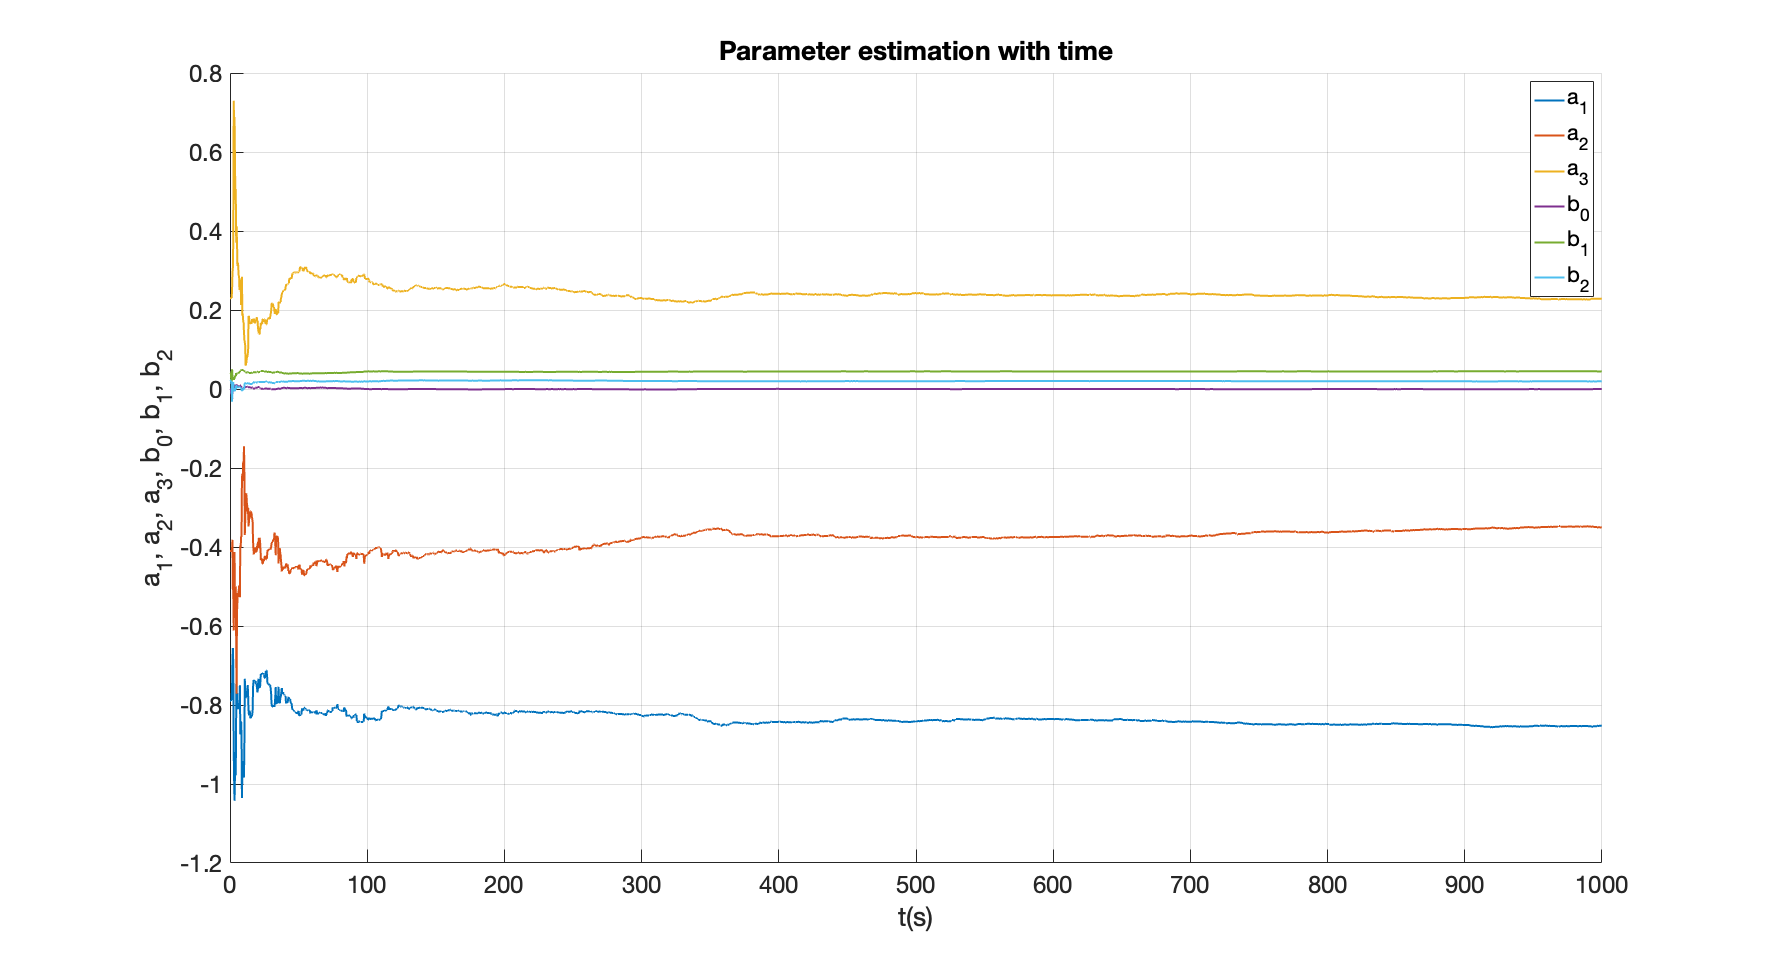 Parameter estimation with time
a₁, a₂, a₃, b₀, b₁, b₂
0.8
0.6
0.4
0.2
0
-0.2
-0.4
-0.6
-0.8
-1
-1.2
0 100 200 300 400 500 600 700 800 900 1000
t(s)
a₁
a₂
a₃
b₀
b₁
b₂